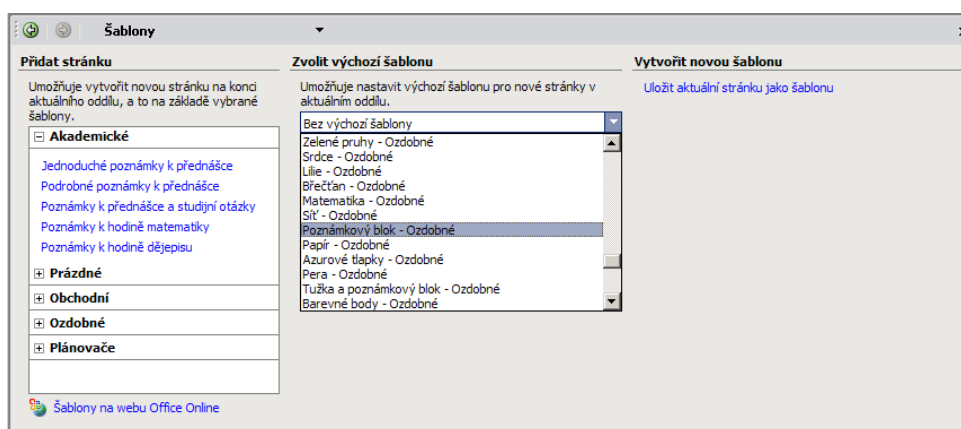 Šablony
Přidat stránku
Umožňuje vytvořit novou stránku na konci
aktuálního oddílu, a to na základě vybrané
šablony.
Akademické
Jednoduché poznámky k přednášce
Podrobné poznámky k přednášce
Poznámky k přednášce a studijní otázky
Poznámky k hodině matematiky
Poznámky k hodině dějepisu
Prázdné
Obchodní
Ozdobné
Plánovače
Šablony na webu Office Online
Zvolit výchozí šablonu
Umožňuje nastavit výchozí šablonu pro nové stránky v
aktuálním oddílu.
Bez výchozí šablony
Zelené pruhy - Ozdobné
Srdce - Ozdobné
Lilie - Ozdobné
Břečťan - Ozdobné
Matematika - Ozdobné
Síť - Ozdobné
Poznámkový blok - Ozdobné
Papír - Ozdobné
Azurové tlapky - Ozdobné
Pera - Ozdobné
Tužka a poznámkový blok - Ozdobné
Barevné body - Ozdobné
Vytvořit novou šablonu
Uložit aktuální stránku jako šablonu